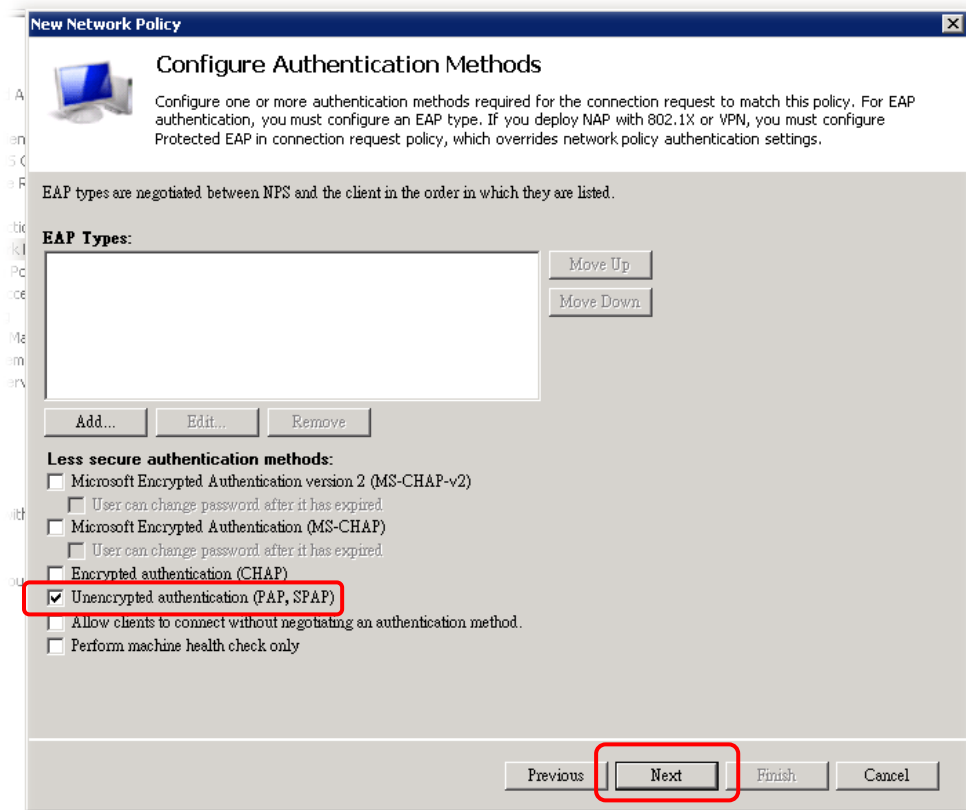 New Network Policy
Configure Authentication Methods
Configure one or more authentication methods required for the connection request to match this policy. For EAP
authentication, you must configure an EAP type. If you deploy NAP with 802.1X or VPN, you must configure
Protected EAP in connection request policy, which overrides network policy authentication settings.
EAP types are negotiated between NPS and the client in the order in which they are listed.
EAP Types:
Move Up
Move Down
Add... Edit... Remove
Less secure authentication methods:
Microsoft Encrypted Authentication version 2 (MS-CHAP-v2)
User can change password after it has expired
Microsoft Encrypted Authentication (MS-CHAP)
User can change password after it has expired
Encrypted authentication (CHAP)
Unencrypted authentication (PAP, SPAP)
Allow clients to connect without negotiating an authentication method.
Perform machine health check only
Previous Next Finish Cancel